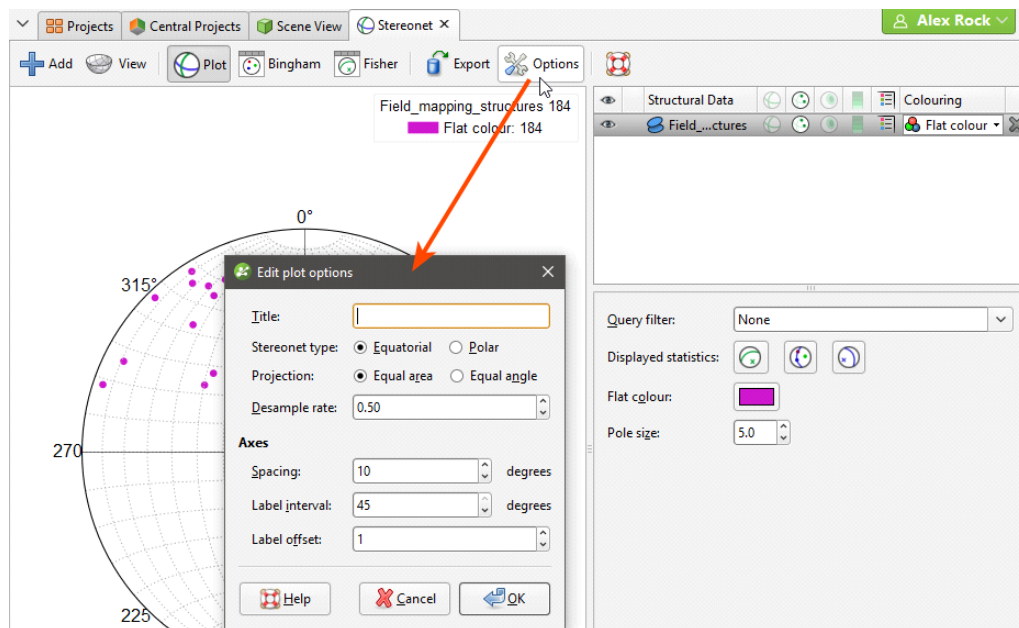 Projects Central Projects Scene View Stereonet Alex Rock
Add View Plot Bingham Fisher Export Options
Field_mapping_structures 184
Flat colour: 184
0°
315°
270
225
Edit plot options
Title:
Stereonet type: Equatorial Polar
Projection: Equal area Equal angle
Desample rate: 0.50
Axes
Spacing: 10 degrees
Label interval: 45 degrees
Label offset: 1
Help Cancel OK
Structural Data Colouring
Field_...ctures Flat colour
Query filter: None
Displayed statistics:
Flat colour:
Pole size: 5.0